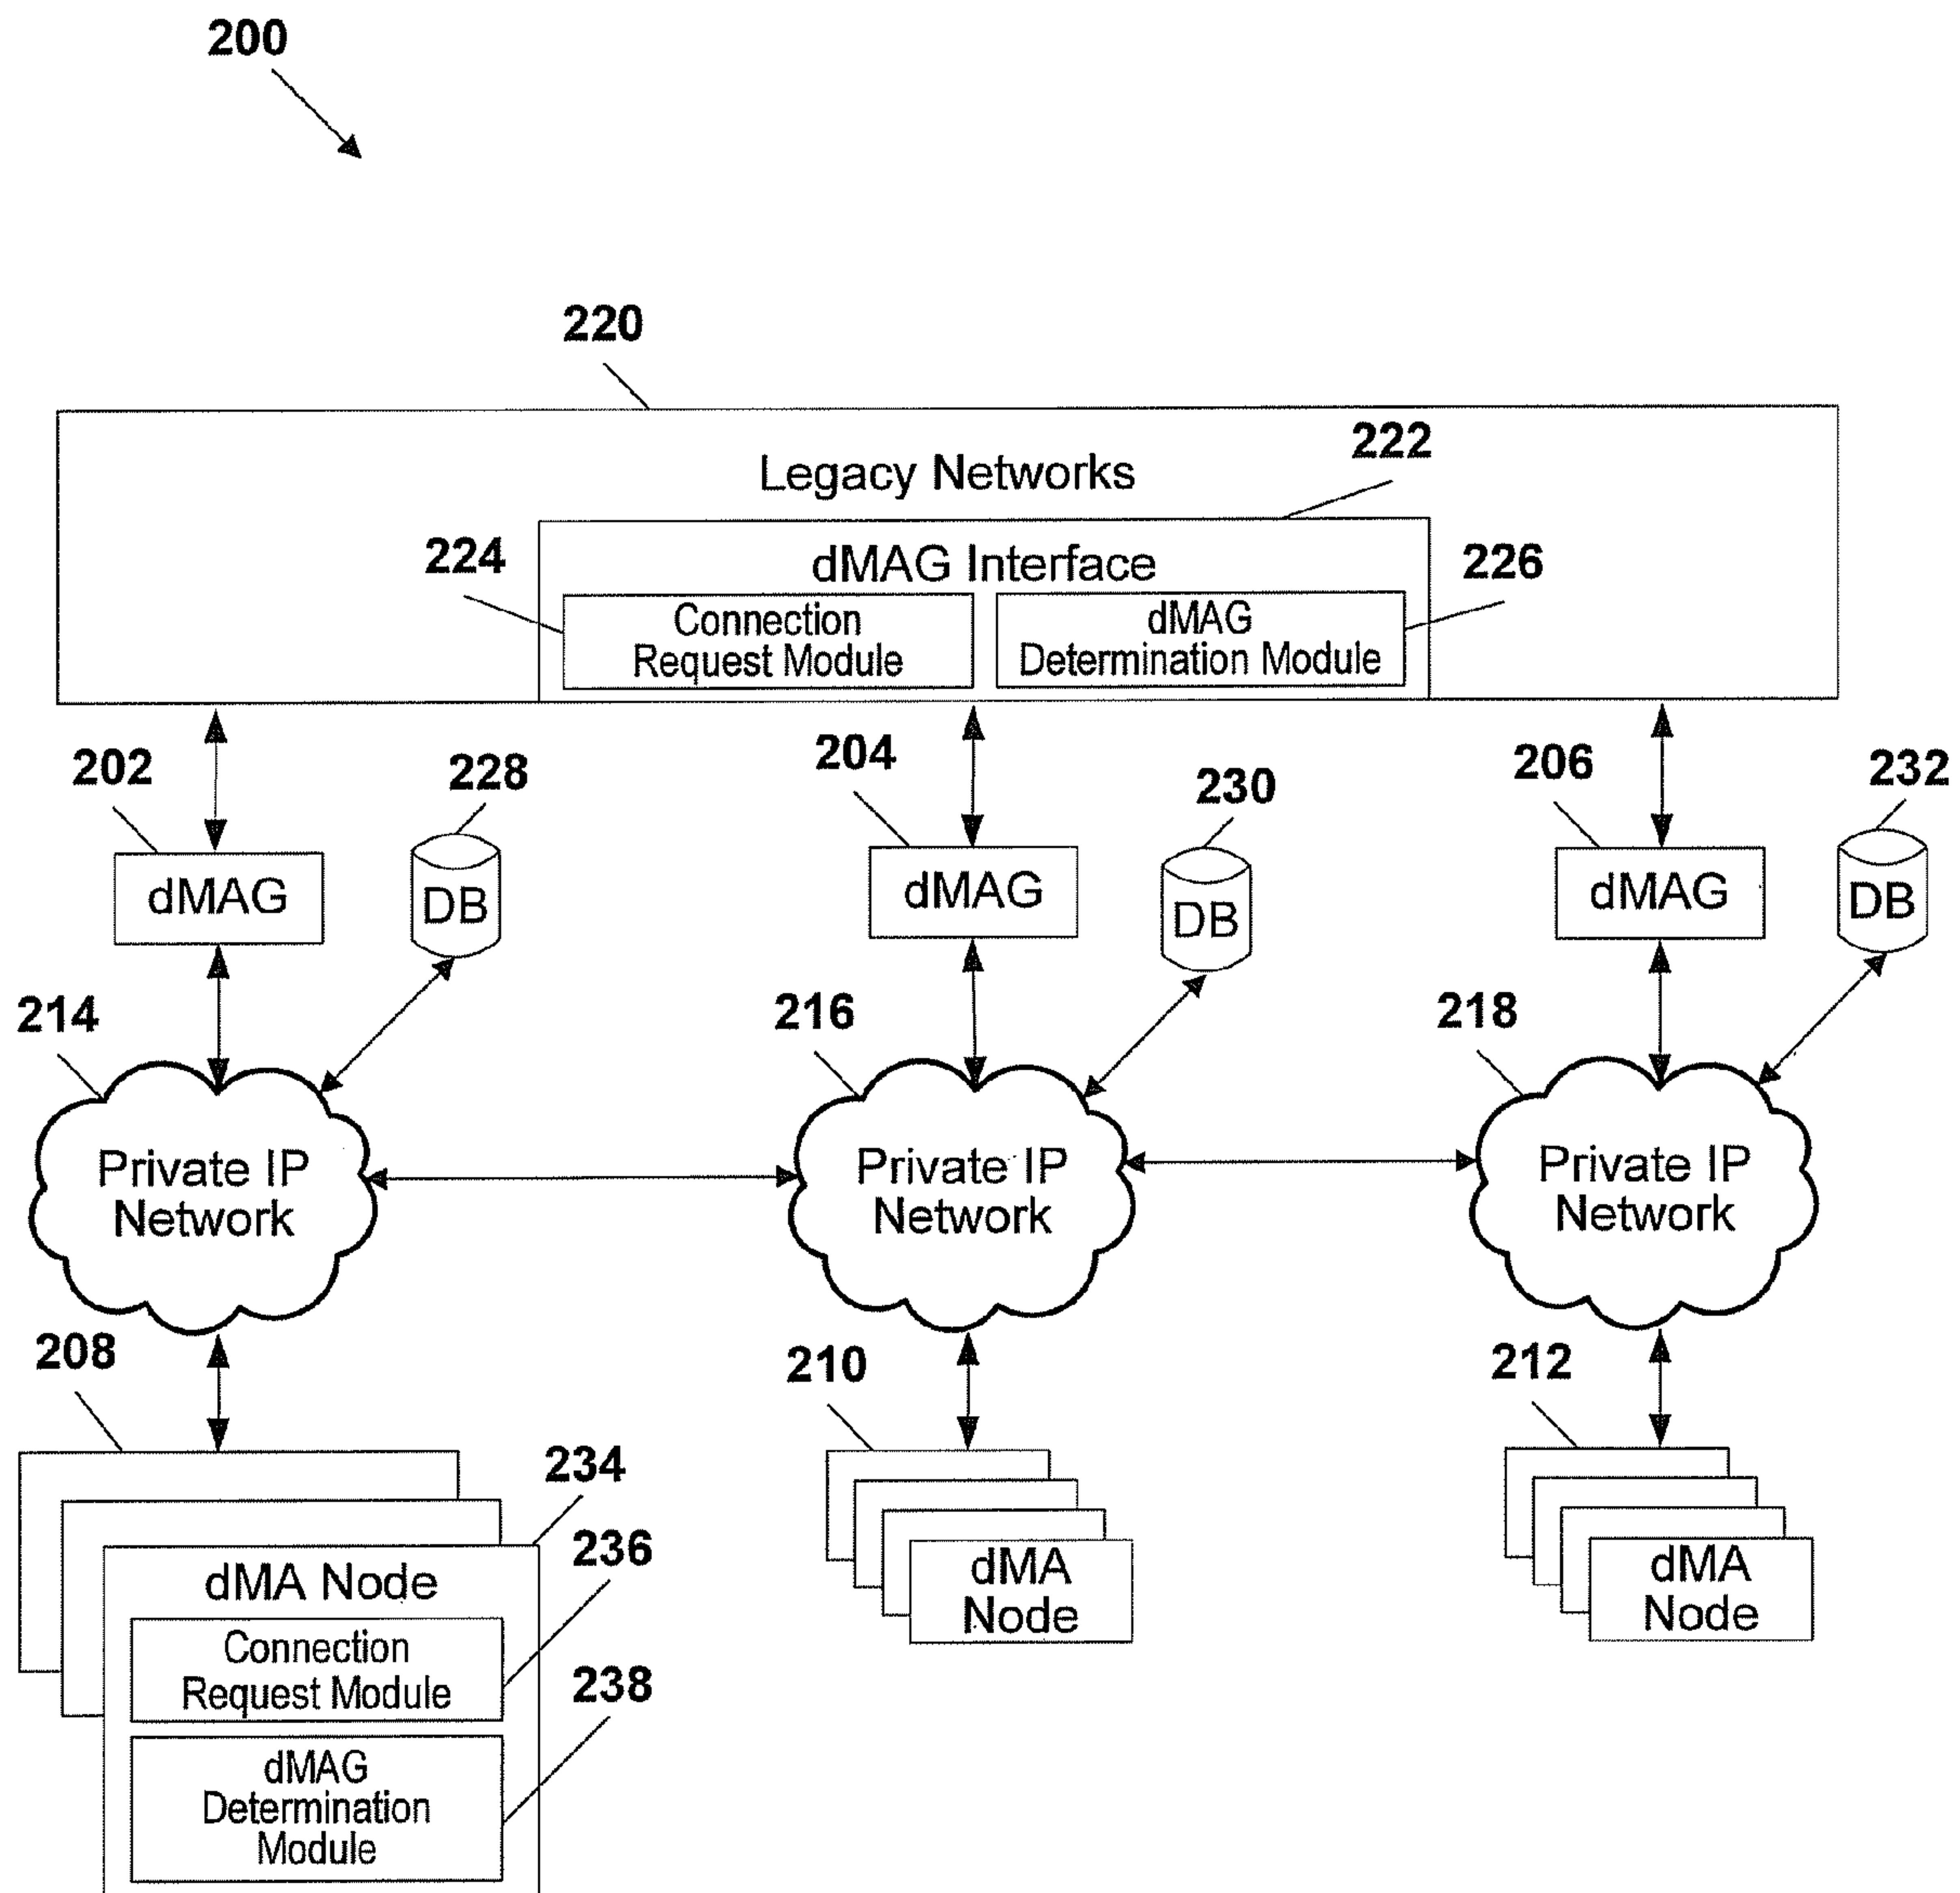 200
220
222
Legacy Networks
224
dMAG Interface
226
Connection
Request Module
dMAG
Determination Module
202
228
204
230
206
232
dMAG
DB
dMAG
DB
dMAG
DB
214
216
218
Private IP
Network
Private IP
Network
Private IP
Network
208
210
212
234
dMA Node
236
Connection
Request Module
238
dMAG
Determination
Module
dMA
Node
dMA
Node